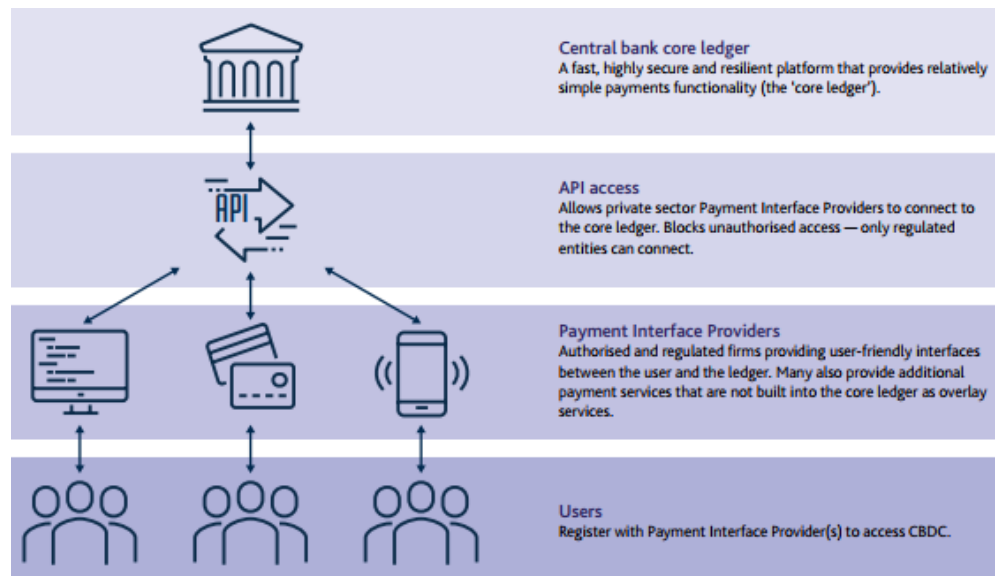 Central bank core ledger
A fast, highly secure and resilient platform that provides relatively
simple payments functionality (the ‘core ledger’).
API
API access
Allows private sector Payment Interface Providers to connect to
the core ledger. Blocks unauthorised access — only regulated
entities can connect.
Payment Interface Providers
Authorised and regulated firms providing user-friendly interfaces
between the user and the ledger. Many also provide additional
payment services that are not built into the core ledger as overlay
services.
Users
Register with Payment Interface Provider(s) to access CBDC.